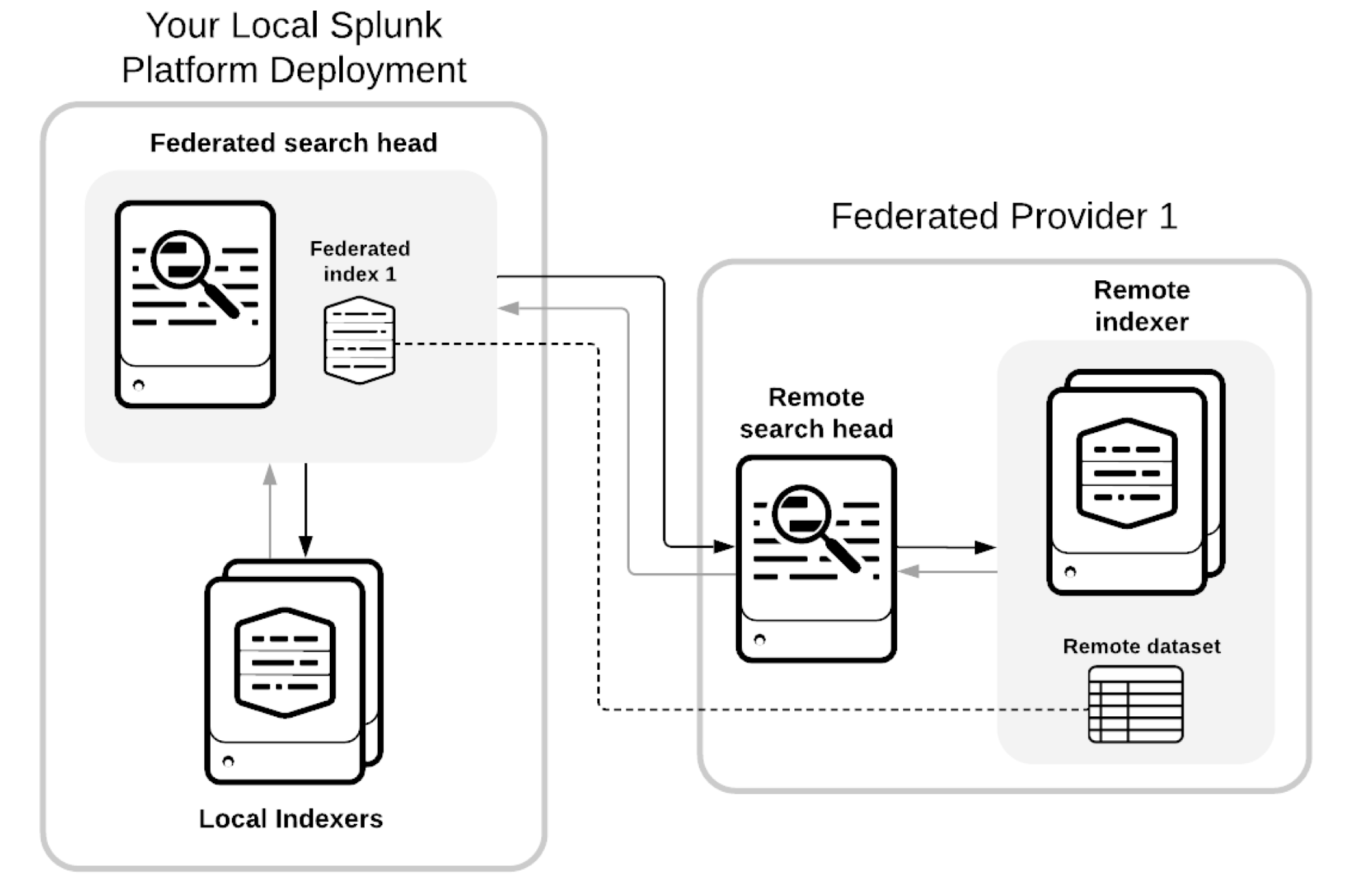 Your Local Splunk
Platform Deployment
Federated search head
Federated
index 1
Local Indexers
Federated Provider 1
Remote
search head
Remote
indexer
Remote dataset